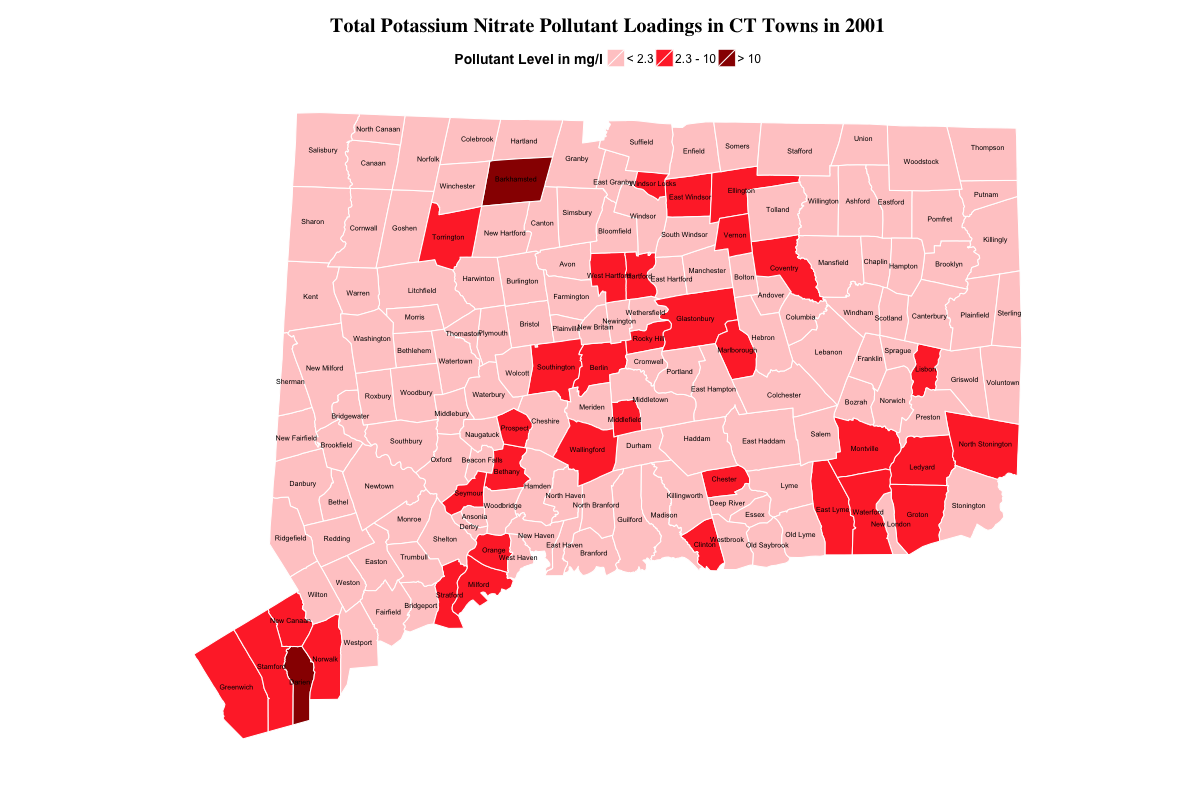 Total Potassium Nitrate Pollutant Loadings in CT Towns in 2001
Pollutant Level in mg/l < 2.3 2.3 - 10 > 10
North Canaan
Colebrook
Hartland
Salisbury
Canaan
Norfolk
Granby
Suffield
Enfield
Somers
Stafford
Union
Woodstock
Thompson
Winchester
Barkhamsted
East Granby
Windsor Locks
East Windsor
Ellington
Tolland
Willington
Ashford
Eastford
Putnam
Sharon
Cornwall
Goshen
Torrington
New Hartford
Canton
Simsbury
Bloomfield
Windsor
South Windsor
Vernon
Pomfret
Killingly
Kent
Warren
Litchfield
Harwinton
Burlington
Avon
Farmington
West Hartford
Hartford
East Hartford
Manchester
Bolton
Coventry
Mansfield
Chaplin
Hampton
Brooklyn
Andover
Morris
Washington
Bethlehem
Thomaston
Plymouth
Bristol
Plainville
New Britain
Newington
Wethersfield
Glastonbury
Rocky Hill
Marlborough
Hebron
Columbia
Windham
Scotland
Canterbury
Plainfield
Sterling
Sherman
New Milford
Roxbury
Woodbury
Watertown
Waterbury
Wolcott
Southington
Berlin
Cromwell
Portland
East Hampton
Colchester
Lebanon
Franklin
Sprague
Lisbon
Griswold
Voluntown
Bridgewater
Middlebury
Meriden
Middletown
Middlefield
Bozrah
Norwich
Preston
New Fairfield
Brookfield
Southbury
Naugatuck
Prospect
Cheshire
Wallingford
Durham
Haddam
East Haddam
Salem
Montville
Ledyard
North Stonington
Danbury
Bethel
Newtown
Oxford
Beacon Falls
Bethany
Seymour
Hamden
North Haven
North Branford
Killingworth
Chester
Deep River
Lyme
East Lyme
Waterford
New London
Groton
Stonington
Ridgefield
Redding
Monroe
Ansonia
Derby
Woodbridge
Guilford
Madison
Essex
Westbrook
Old Saybrook
Old Lyme
Clinton
Easton
Trumbull
Shelton
Orange
New Haven
West Haven
East Haven
Branford
Wilton
Weston
Fairfield
Bridgeport
Stratford
Milford
New Canaan
Westport
Norwalk
Stamford
Greenwich